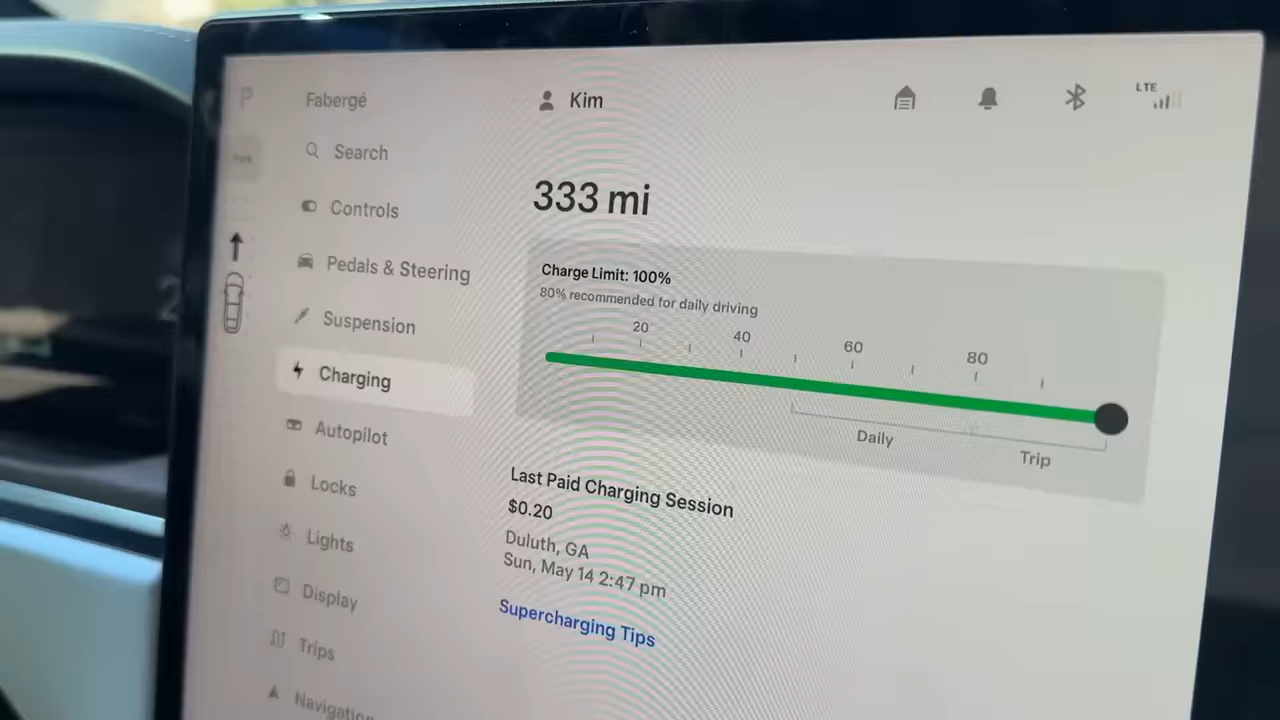 P
Fabergé
Kim
LTE
Search
Park
Controls
333 mi
Pedals & Steering
Charge Limit: 100%
80% recommended for daily driving
20 40 60 80
Suspension
Charging
Daily
Trip
Autopilot
Last Paid Charging Session
$0.20
Duluth, GA
Sun, May 14 2:47 pm
Supercharging Tips
Locks
Lights
Display
Trips
Navigation